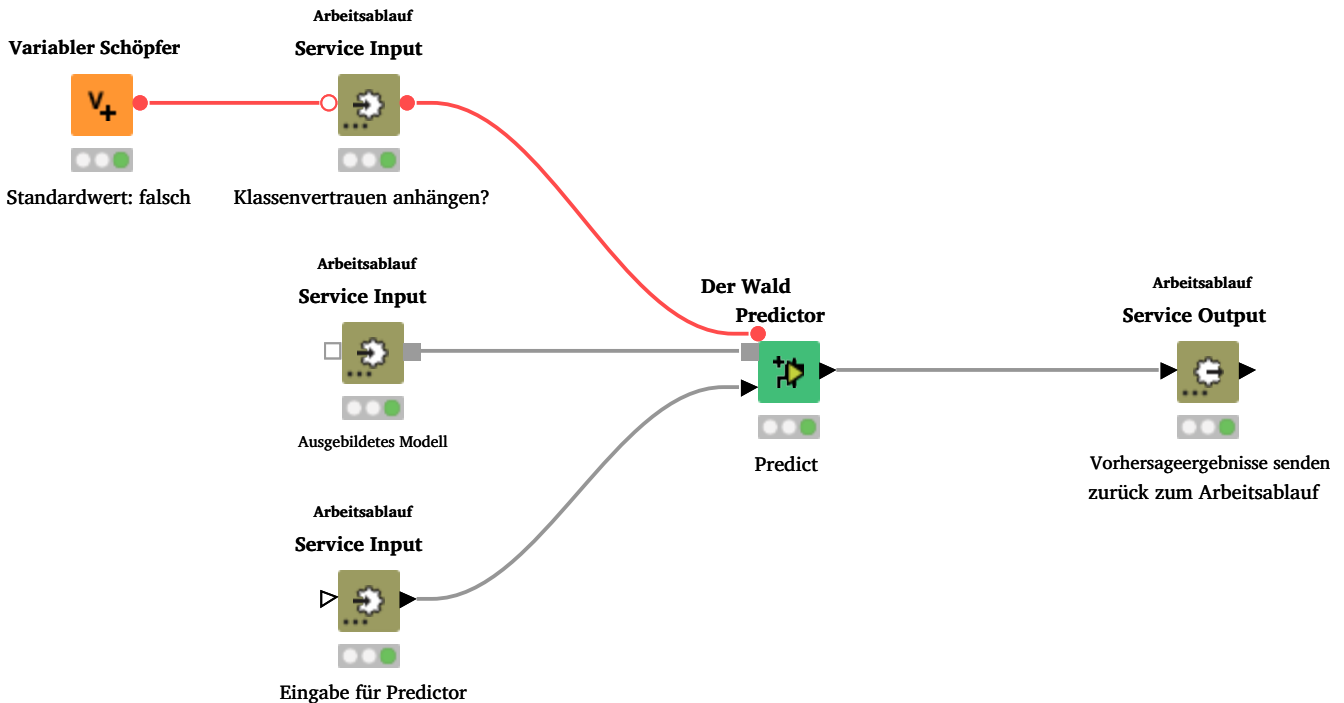 Variabler Schöpfer
Standardwert: falsch
Arbeitsablauf
Service Input
Klassenvertrauen anhängen?
Arbeitsablauf
Service Input
Ausgebildetes Modell
Arbeitsablauf
Service Input
Eingabe für Predictor
Der Wald
Predictor
Predict
Arbeitsablauf
Service Output
Vorhersageergebnisse senden
zurück zum Arbeitsablauf